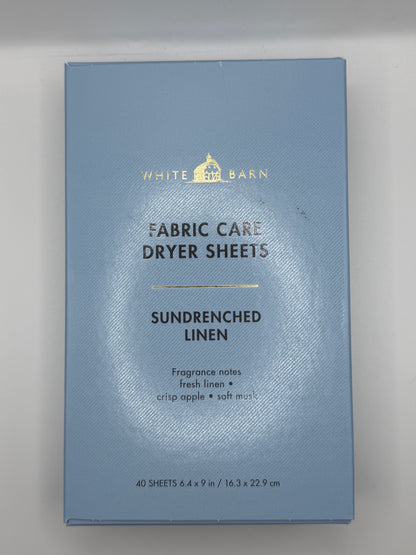 WHITE BARN
FABRIC CARE
DRYER SHEETS
SUNDRENCHED
LINEN
Fragrance notes
fresh linen •
crisp apple • soft musk
40 SHEETS 6.4 x 9 in / 16.3 x 22.9 cm